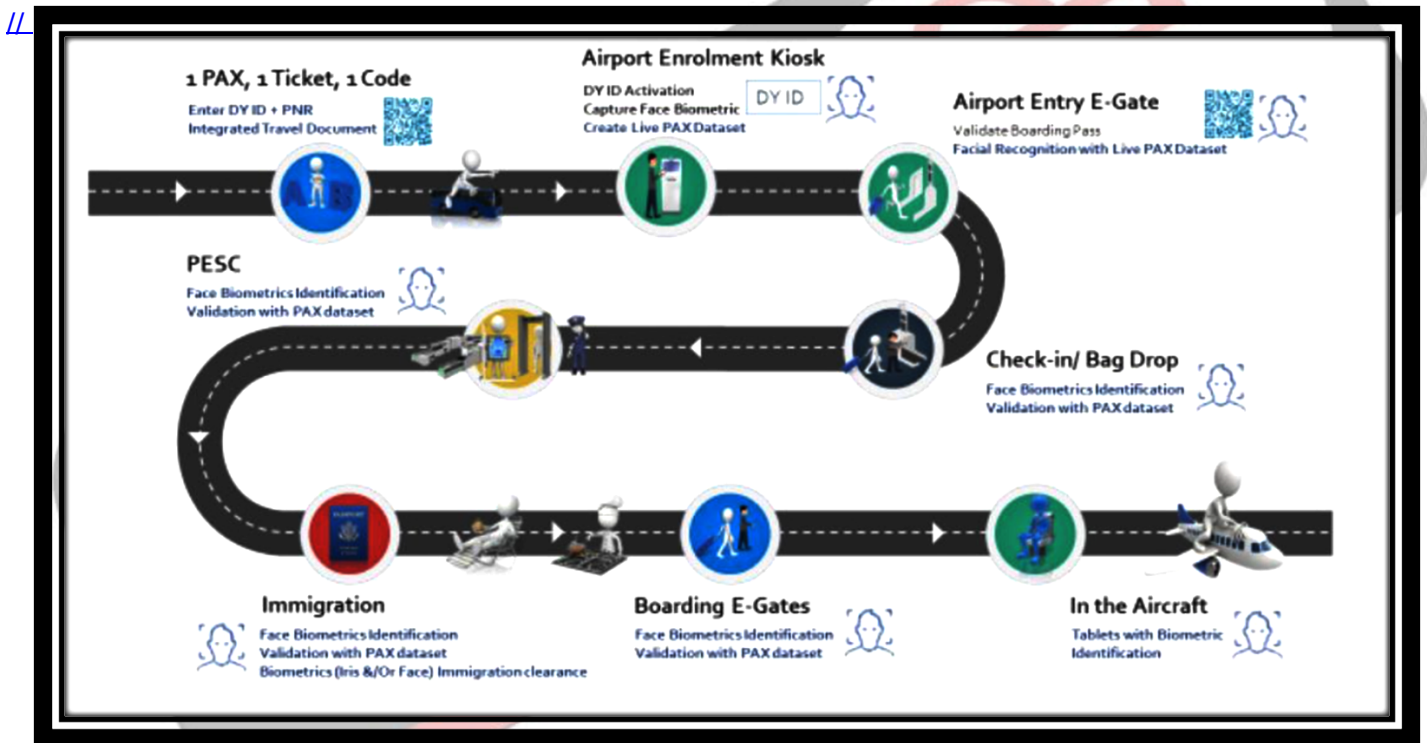 //
1 PAX, 1 Ticket, 1 Code
Enter DY ID + PNR
Integrated Travel Document
Airport Enrolment Kiosk
DY ID Activation
Capture Face Biometric
Create Live PAX Dataset
DY ID
Airport Entry E-Gate
Validate Boarding Pass
Facial Recognition with Live PAX Dataset
A B
PESC
Face Biometrics Identification
Validation with PAX dataset
Check-in/ Bag Drop
Face Biometrics Identification
Validation with PAX dataset
PASSPORT
Immigration
Face Biometrics Identification
Validation with PAX dataset
Biometrics (Iris &/Or Face) Immigration clearance
Boarding E-Gates
Face Biometrics Identification
Validation with PAX dataset
In the Aircraft
Tablets with Biometric
Identification